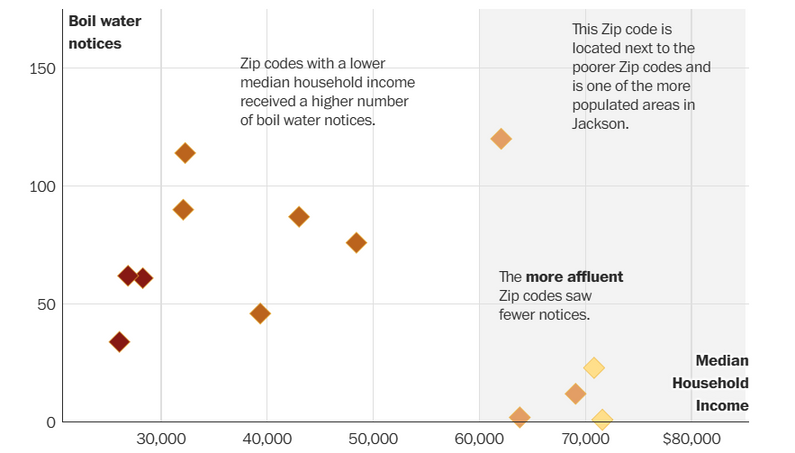 Boil water
notices
150
100
50
0
Zip codes with a lower
median household income
received a higher number
of boil water notices.
This Zip code is
located next to the
poorer Zip codes and
is one of the more
populated areas in
Jackson.
The more affluent
Zip codes saw
fewer notices.
Median
Household
Income
30,000
40,000
50,000
60,000
70,000
$80,000